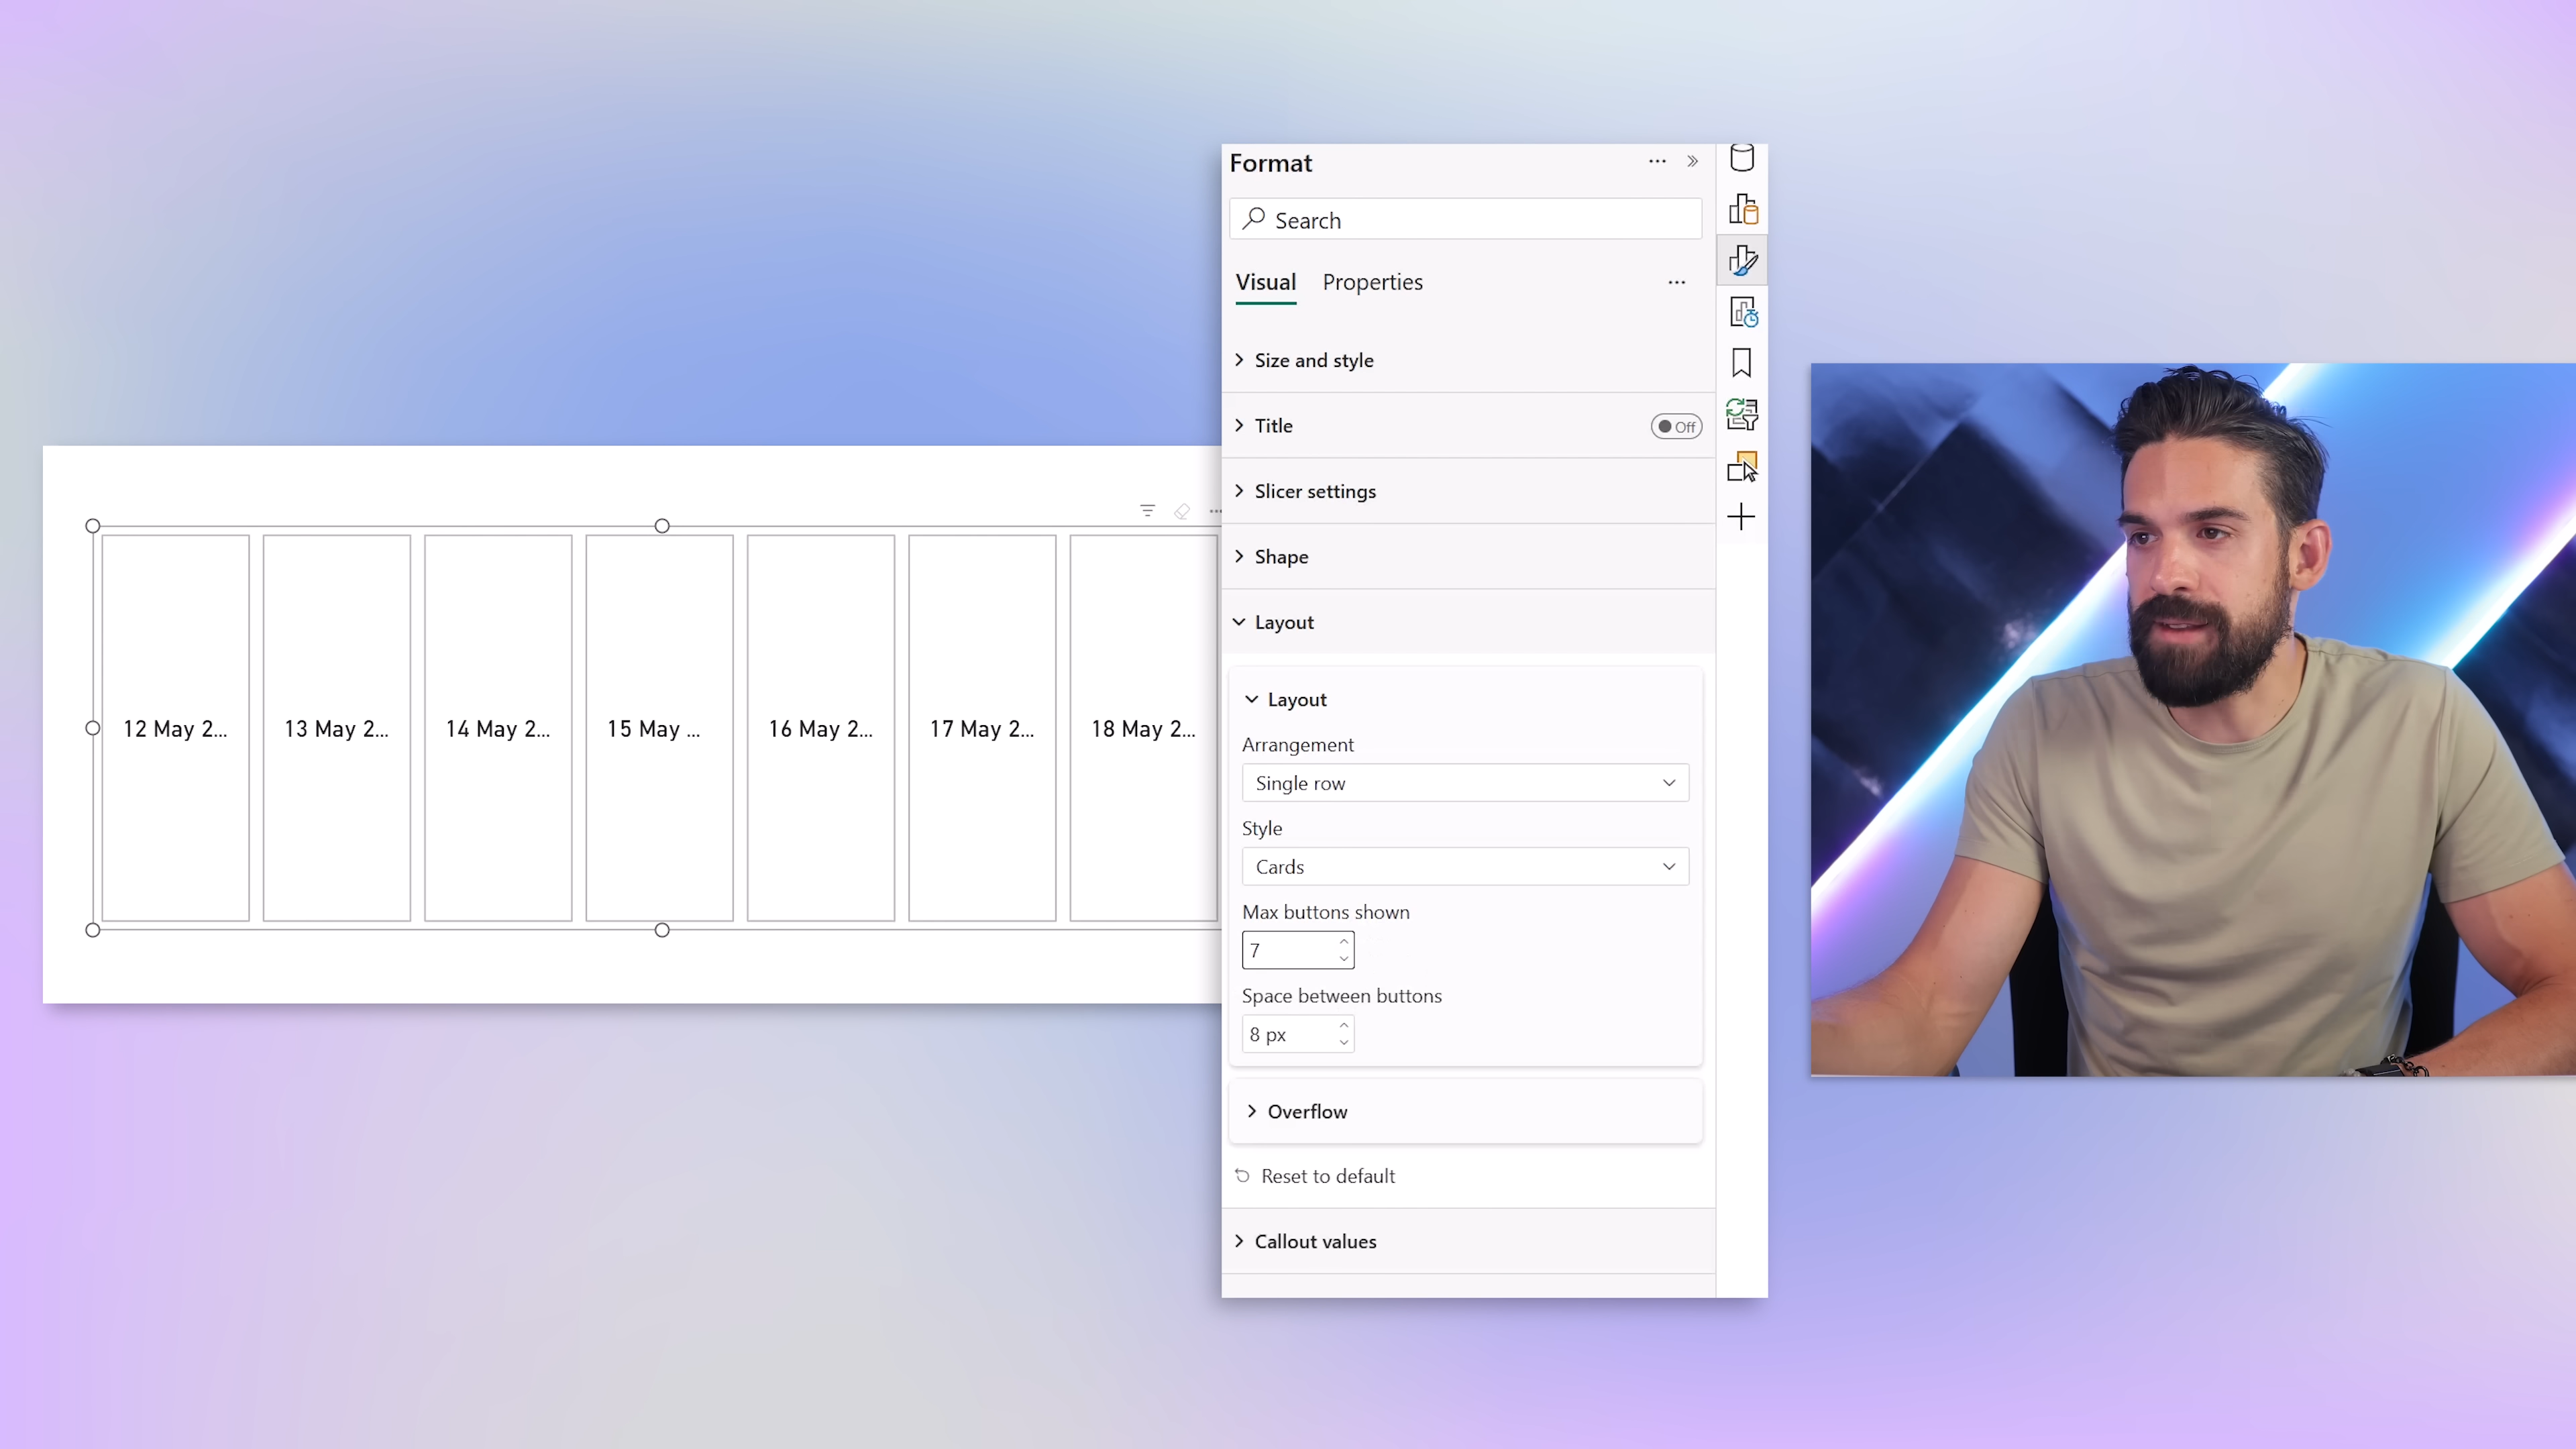 12 May 2...
13 May 2...
14 May 2...
15 May ...
16 May 2...
17 May 2...
18 May 2...
Format
Search
Visual
Properties
Size and style
Title
Off
Slicer settings
Shape
Layout
Layout
Arrangement
Single row
Style
Cards
Max buttons shown
7
Space between buttons
8 px
Overflow
Reset to default
Callout values